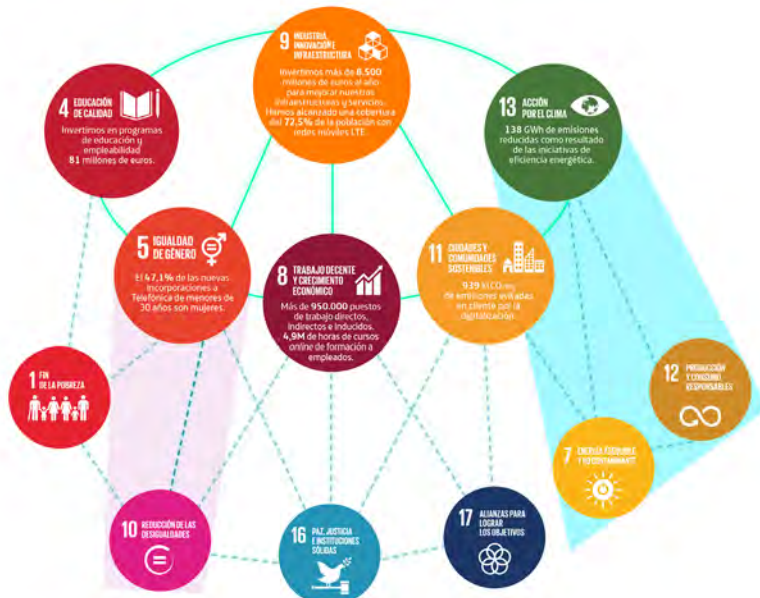 9 INDUSTRIA,
INNOVACIÓN E
INFRAESTRUCTURA
Invertimos más de 8.500
millones de euros al año
para mejorar nuestras
infraestructuras y servicios.
Hemos alcanzado una cobertura
del 72,5% de la población con
redes móviles LTE.
4 EDUCACIÓN
DE CALIDAD
Invertimos en programas
de educación y
empleabilidad
81 millones de euros.
13 ACCIÓN
POR EL CLIMA
138 GWh de emisiones
reducidas como resultado
de las iniciativas de
eficiencia energética.
5 IGUALDAD
DE GÉNERO
El 47,1% de las nuevas
incorporaciones a
Telefónica de menores de
30 años son mujeres.
8 TRABAJO DECENTE
Y CRECIMIENTO
ECONÓMICO
Más de 950.000 puestos
de trabajo directos,
indirectos e inducidos.
4,9M de horas de cursos
online de formación a
empleados.
11 CIUDADES Y
COMUNIDADES
SOSTENIBLES
939
de emisiones evitadas
en cliente por la
digitalización.
1 FIN
DE LA POBREZA
12 PRODUCCIÓN
Y CONSUMO
RESPONSABLES
7 ENERGÍA ASEQUIBLE
Y NO CONTAMINANTE
10 REDUCCIÓN DE LAS
DESIGUALDADES
16 PAZ, JUSTICIA
E INSTITUCIONES
SÓLIDAS
17 ALIANZAS PARA
LOGRAR
LOS OBJETIVOS